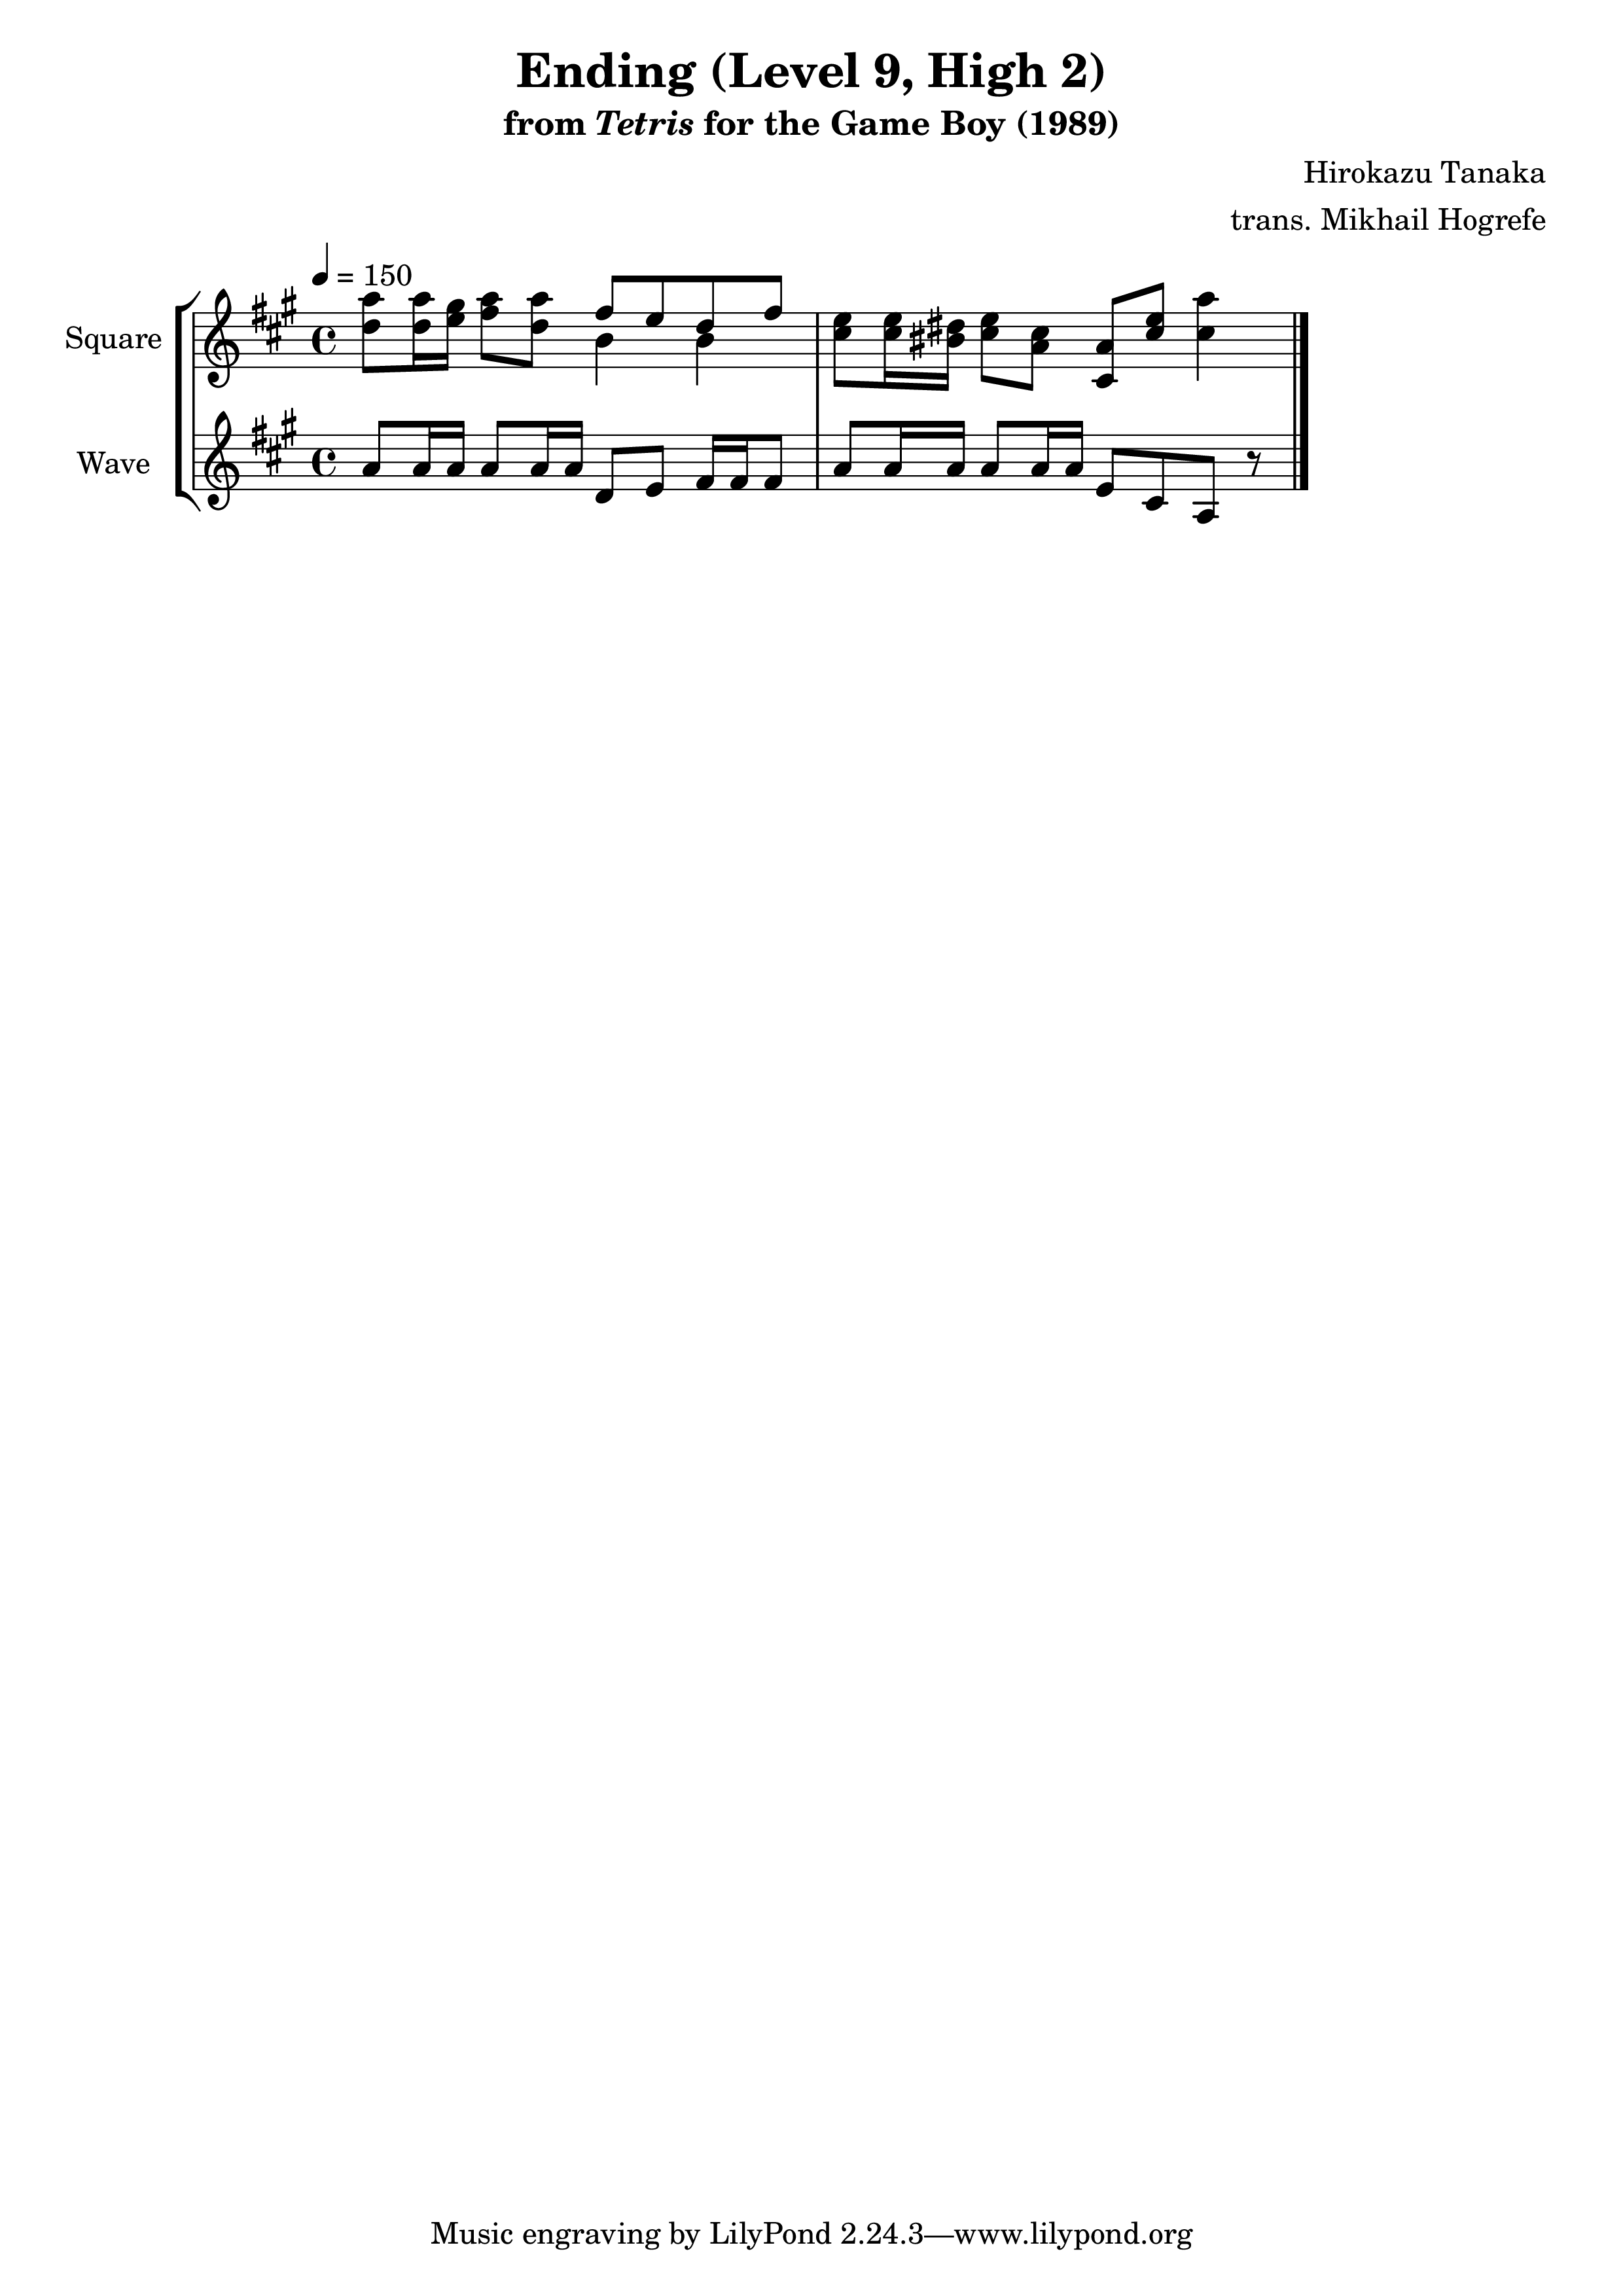 Ending (Level 9, High 2)
from Tetris for the Game Boy (1989)
Hirokazu Tanaka
trans. Mikhail Hogrefe
= 150
Square
Wave
Music engraving by LilyPond 2.24.3—www.lilypond.org